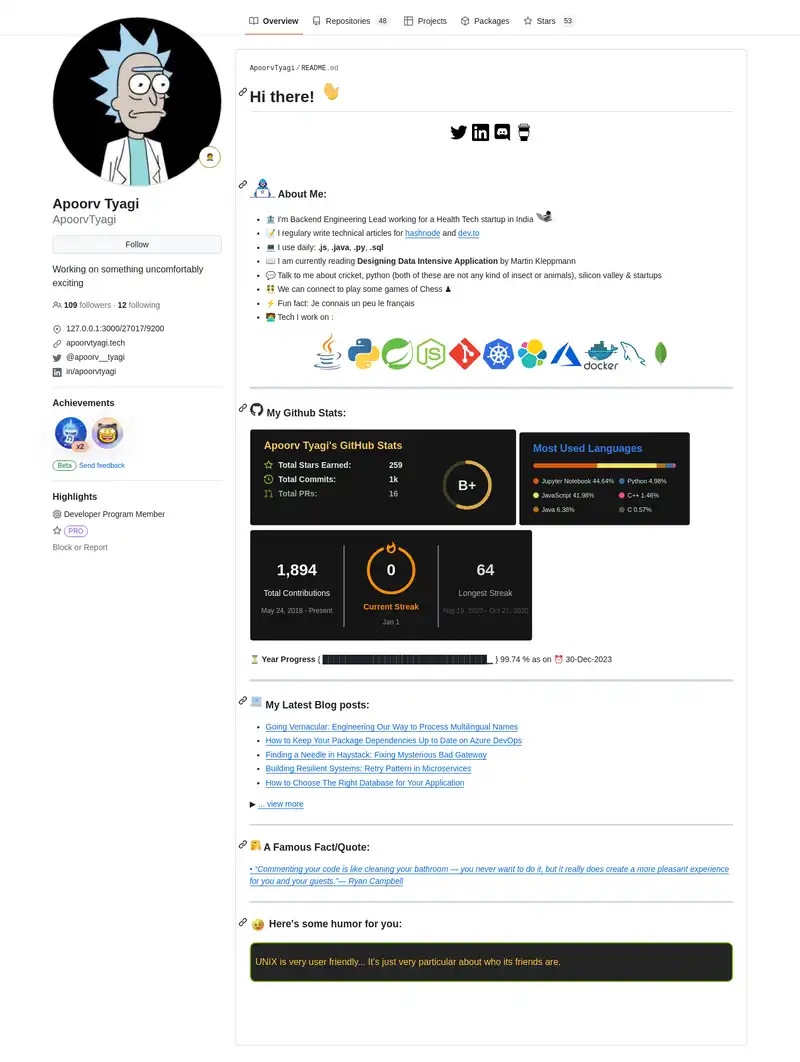 Overview
Repositories 48
Projects
Packages
Stars 53
Apoorv Tyagi
ApoorvTyagi
Follow
Working on something uncomfortably
exciting
109 followers · 12 following
127.0.0.1:3000/27017/9200
apoorvtyagi.tech
@apoorv__tyagi
in/apoorvtyagi
Achievements
x2
Beta Send feedback
Highlights
Developer Program Member
PRO
Block or Report
ApoorvTyagi/README.md
Hi there! 👋
About Me:
🏦 I'm Backend Engineering Lead working for a Health Tech startup in India
📝 I regulary write technical articles for hashnode and dev.to
💻 I use daily: .js, .java, .py, .sql
📖 I am currently reading Designing Data Intensive Application by Martin Kleppmann
💬 Talk to me about cricket, python (both of these are not any kind of insect or animals), silicon valley & startups
👯 We can connect to play some games of Chess ♟
⚡ Fun fact: Je connais un peu le français
🧑‍💻 Tech I work on :
Java
docker
My Github Stats:
Apoorv Tyagi's GitHub Stats
Total Stars Earned: 259
Total Commits: 1k
Total PRs: 16
B+
Most Used Languages
Jupyter Notebook 44.64%
Python 4.98%
JavaScript 41.98%
C++ 1.46%
Java 6.38%
C 0.57%
1,894
Total Contributions
May 24, 2018 - Present
0
Current Streak
Jan 1
64
Longest Streak
Aug 19, 2020 - Oct 21, 2020
⏳ Year Progress { █████████████████████████████_ } 99.74 % as on ⏰ 30-Dec-2023
My Latest Blog posts:
Going Vernacular: Engineering Our Way to Process Multilingual Names
How to Keep Your Package Dependencies Up to Date on Azure DevOps
Finding a Needle in Haystack: Fixing Mysterious Bad Gateway
Building Resilient Systems: Retry Pattern in Microservices
How to Choose The Right Database for Your Application
▶ ... view more
A Famous Fact/Quote:
• "Commenting your code is like cleaning your bathroom — you never want to do it, but it really does create a more pleasant experience
for you and your guests."— Ryan Campbell
Here's some humor for you:
UNIX is very user friendly... It's just very particular about who its friends are.